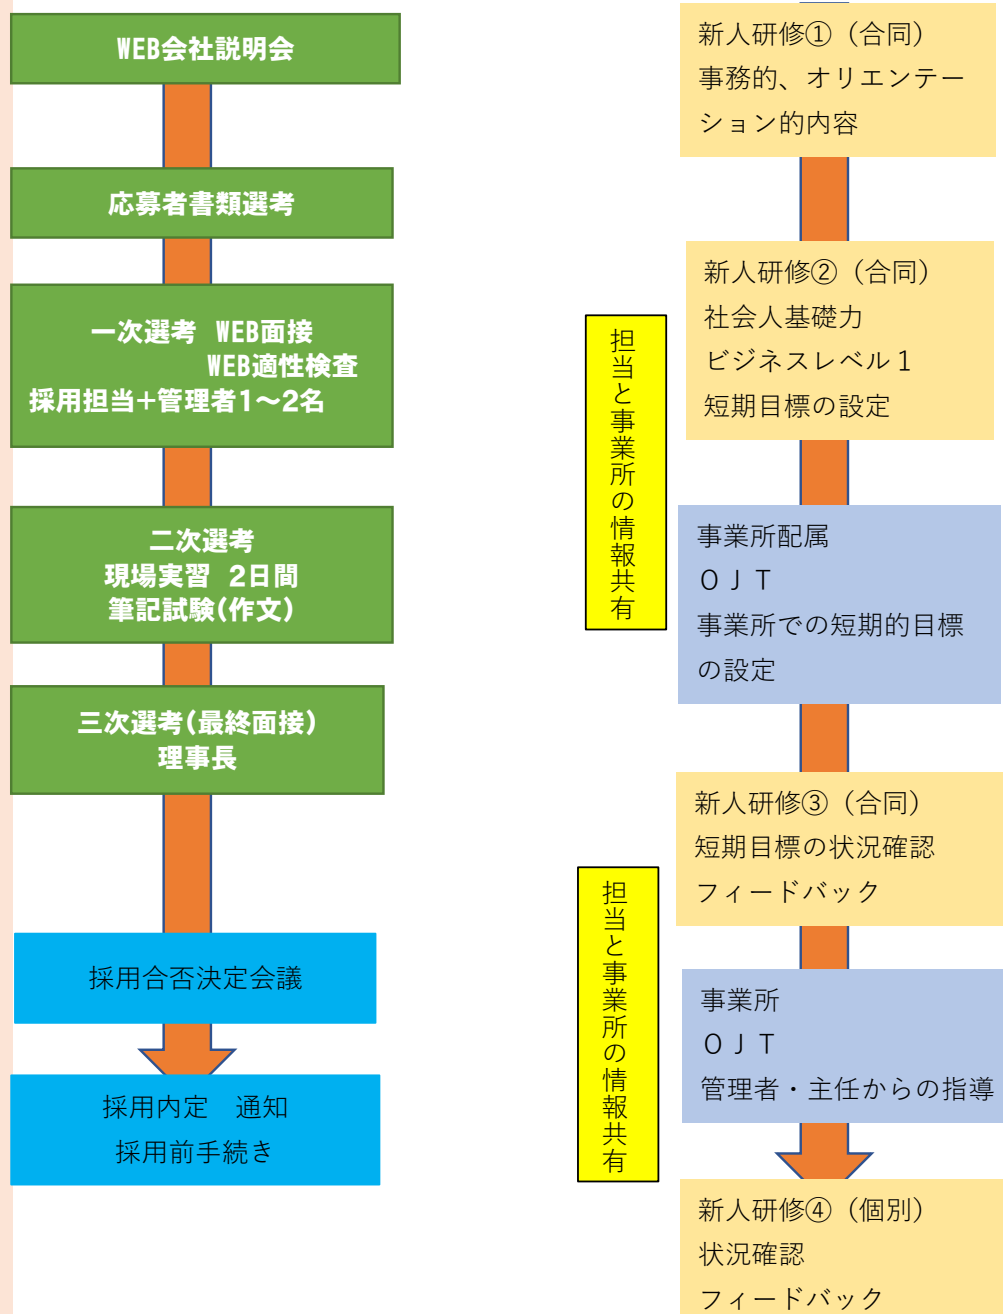 WEB会社説明会
応募者書類選考
一次選考 WEB面接
WEB適性検査
採用担当+管理者1～2名
二次選考
現場実習 2日間
筆記試験(作文)
三次選考(最終面接)
理事長
採用合否決定会議
採用内定　通知
採用前手続き
新人研修①（合同）
事務的、オリエンテー
ション的内容
新人研修②（合同）
社会人基礎力
ビジネスレベル１
短期目標の設定
担当と事業所の情報共有
事業所配属
ＯＪＴ
事業所での短期的目標
の設定
新人研修③（合同）
短期目標の状況確認
フィードバック
担当と事業所の情報共有
事業所
ＯＪＴ
管理者・主任からの指導
新人研修④（個別）
状況確認
フィードバック